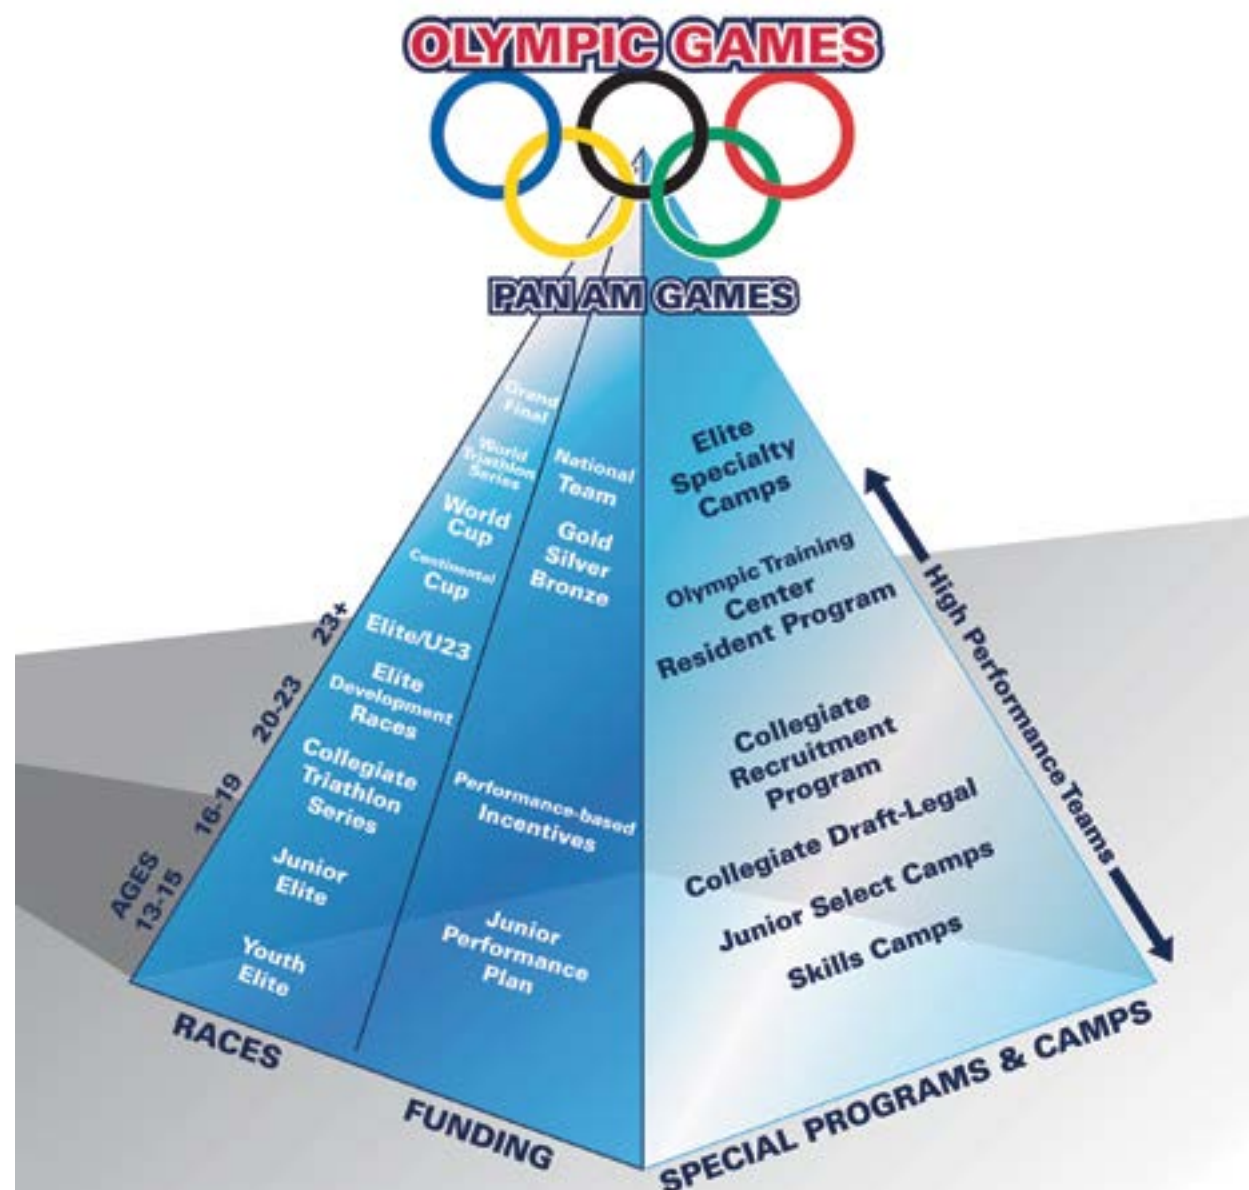 OLYMPIC GAMES
PAN AM GAMES
Grand
Final
World
Triathlon
Series
World
Cup
Continental
Cup
Elite/U23
Elite
Development
Races
Collegiate
Triathlon
Series
Junior
Elite
Youth
Elite
National
Team
Gold
Silver
Bronze
Performance-based
Incentives
Junior
Performance
Plan
Elite
Specialty
Camps
Olympic Training
Center
Resident Program
Collegiate
Recruitment
Program
Collegiate Draft-Legal
Junior Select Camps
Skills Camps
High Performance Teams
23+
20-23
16-19
AGES
13-15
RACES
FUNDING
SPECIAL PROGRAMS & CAMPS